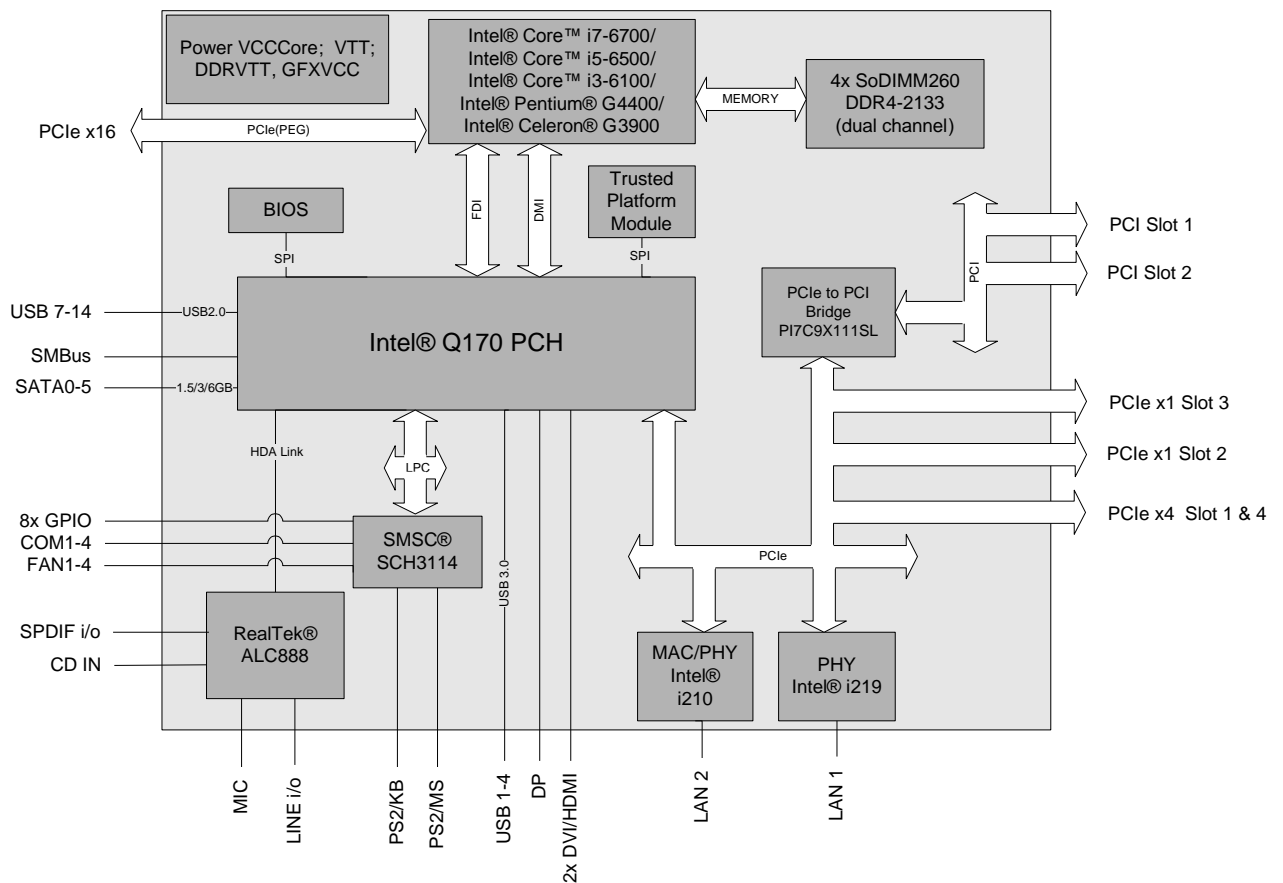 Power VCCCore; VTT;
DDRVTT, GFXVCC
Intel® Core™ i7-6700/
Intel® Core™ i5-6500/
Intel® Core™ i3-6100/
Intel® Pentium® G4400/
Intel® Celeron® G3900
MEMORY
4x SoDIMM260
DDR4-2133
(dual channel)
PCIe x16
PCIe(PEG)
BIOS
SPI
FDI
DMI
Trusted
Platform
Module
SPI
PCI
PCI Slot 1
PCI Slot 2
PCIe to PCI
Bridge
PI7C9X111SL
USB 7-14
USB2.0
SMBus
SATA0-5
1.5/3/6GB
Intel® Q170 PCH
PCIe x1 Slot 3
PCIe x1 Slot 2
PCIe x4 Slot 1 & 4
HDA Link
LPC
8x GPIO
COM1-4
FAN1-4
SMSC®
SCH3114
USB 3.0
PCIe
SPDIF i/o
CD IN
RealTek®
ALC888
MAC/PHY
Intel®
i210
PHY
Intel® i219
MIC
LINE i/o
PS2/KB
PS2/MS
USB 1-4
DP
2x DVI/HDMI
LAN 2
LAN 1